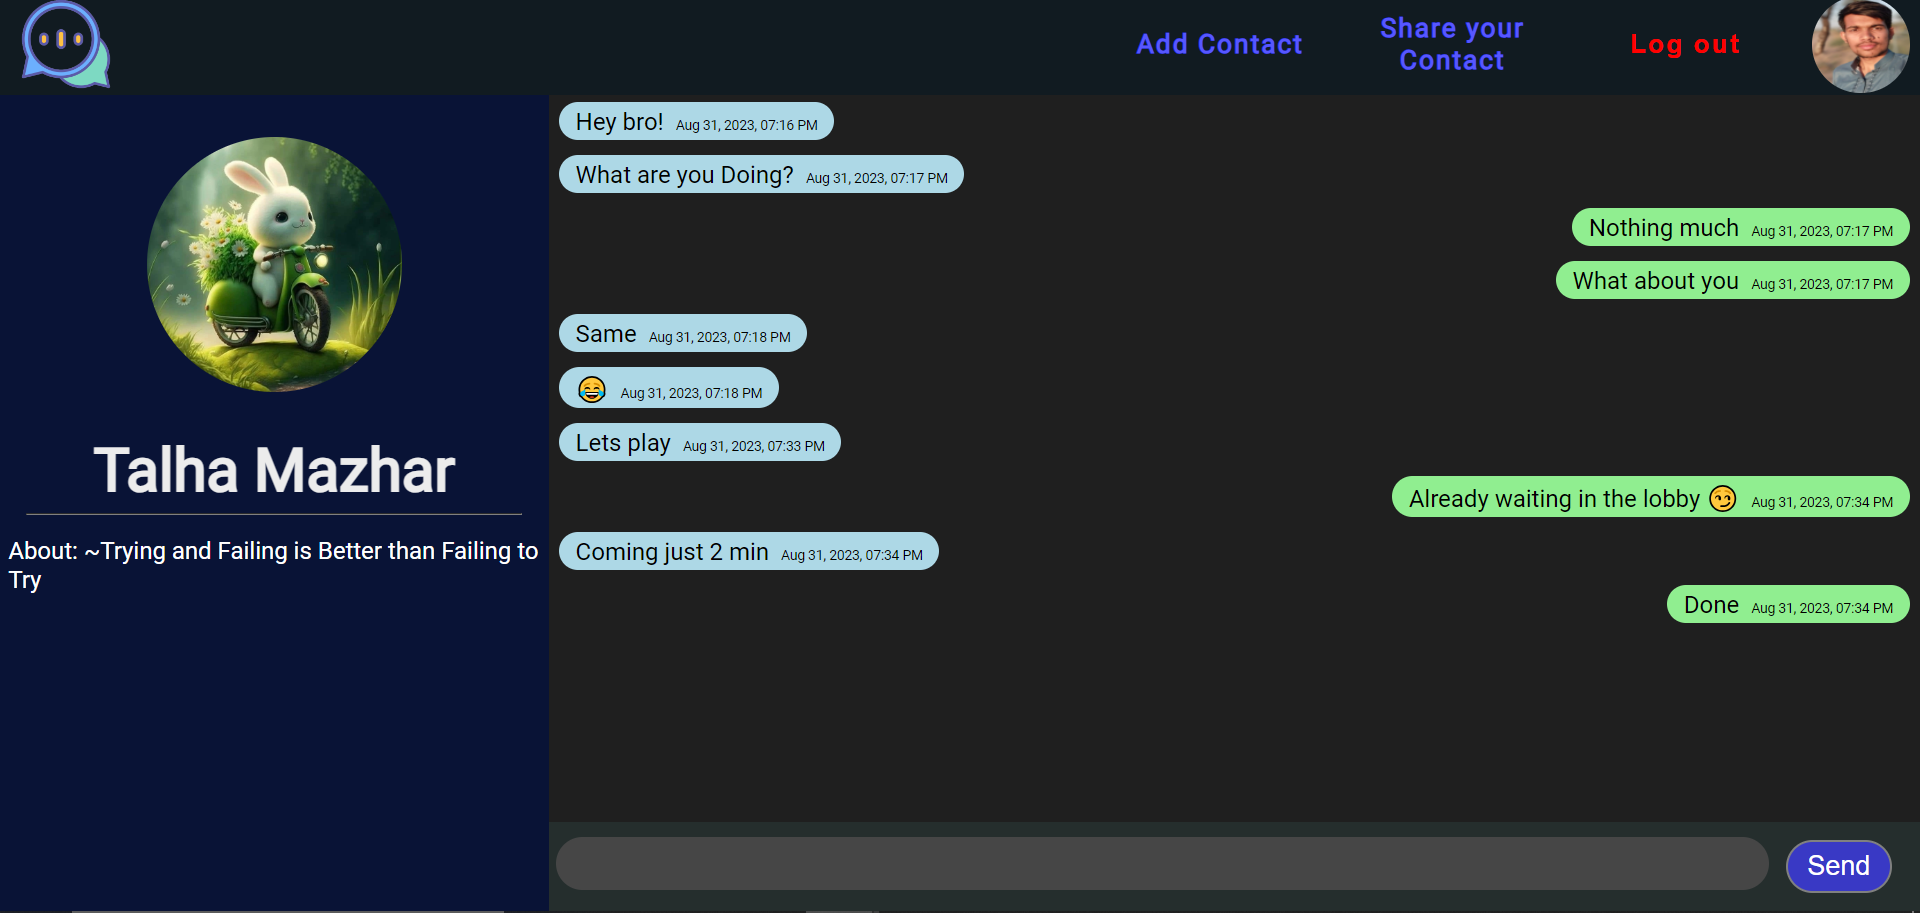 Add Contact
Share your
Contact
Log out
Talha Mazhar
About: ~Trying and Failing is Better than Failing to
Try
Hey bro! Aug 31, 2023, 07:16 PM
What are you Doing? Aug 31, 2023, 07:17 PM
Nothing much Aug 31, 2023, 07:17 PM
What about you Aug 31, 2023, 07:17 PM
Same Aug 31, 2023, 07:18 PM
😂 Aug 31, 2023, 07:18 PM
Lets play Aug 31, 2023, 07:33 PM
Already waiting in the lobby 😏 Aug 31, 2023, 07:34 PM
Coming just 2 min Aug 31, 2023, 07:34 PM
Done Aug 31, 2023, 07:34 PM
Send